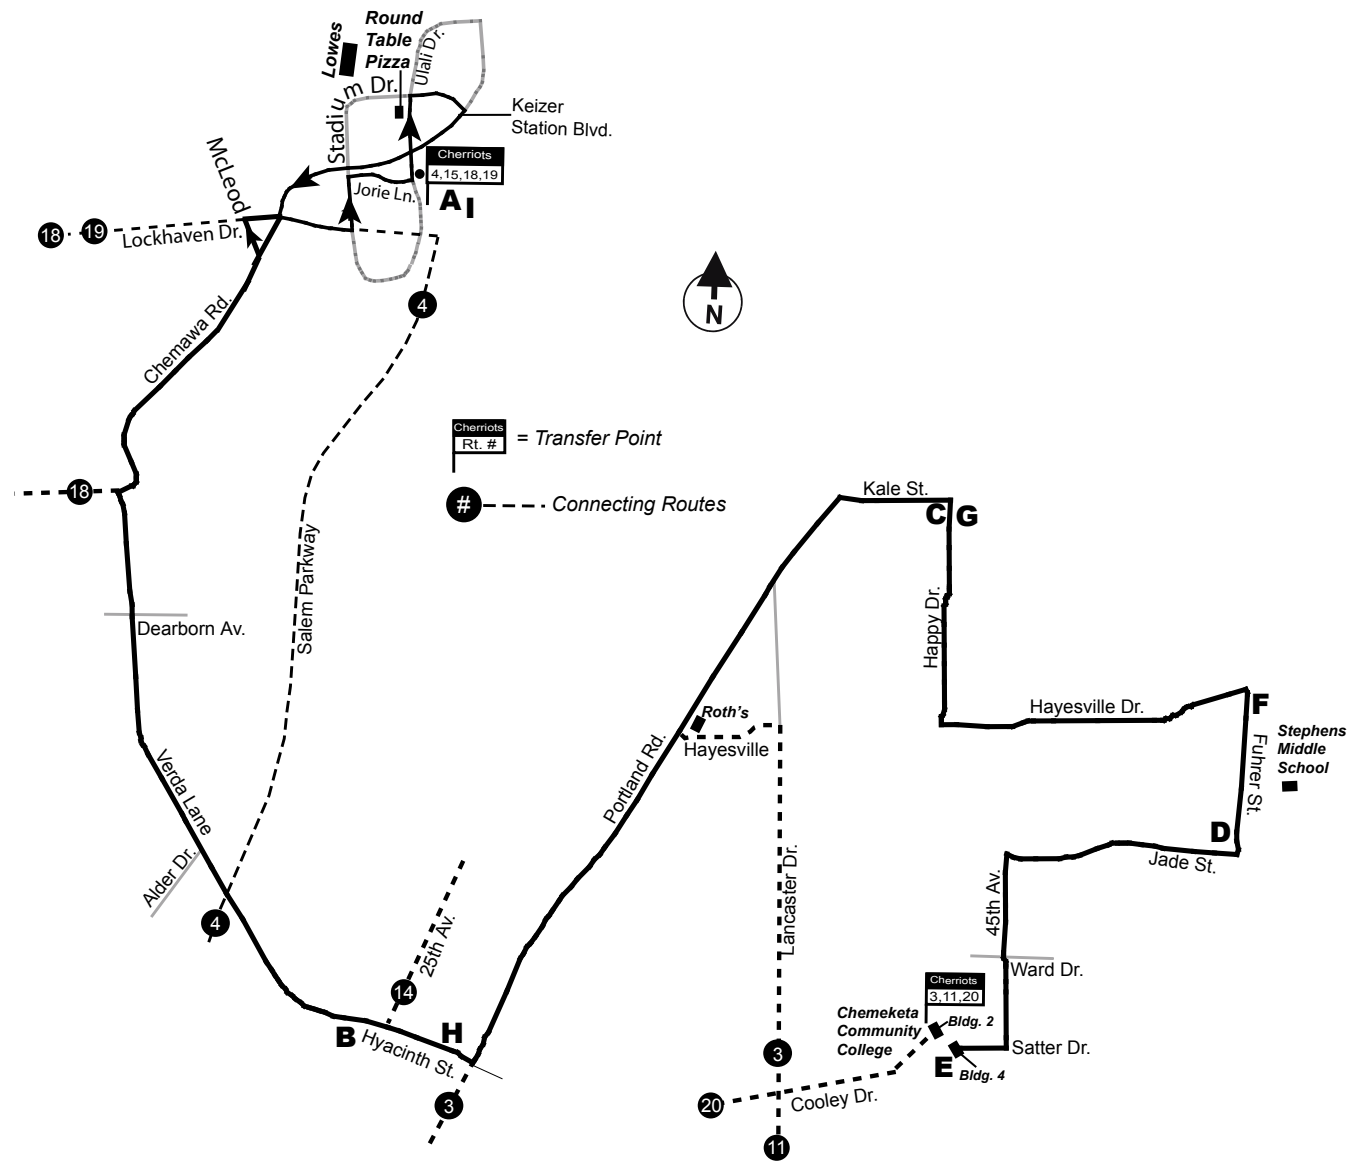 Round
Table
Pizza
Lowes
Ulali Dr.
Stadium Dr.
Keizer
Station Blvd.
McLeod
Cherriots
4,15,18,19
Jorie Ln.
A I
18
19
Lockhaven Dr.
4
N
Chemawa Rd.
Cherriots
Rt. #
= Transfer Point
18
#
Connecting Routes
Kale St.
C G
Salem Parkway
Happy Dr.
Dearborn Av.
Hayesville Dr.
F
Roth's
Hayesville
Stephens
Middle
School
Fuhrer St.
Verda Lane
Portland Rd.
D
Jade St.
Alder Dr.
4
Lancaster Dr.
45th Av.
25th Av.
Ward Dr.
14
Cherriots
3,11,20
Chemeketa
Community
College
Bldg. 2
B
H
Hyacinth St.
Satter Dr.
3
E
Bldg. 4
3
20
Cooley Dr.
11